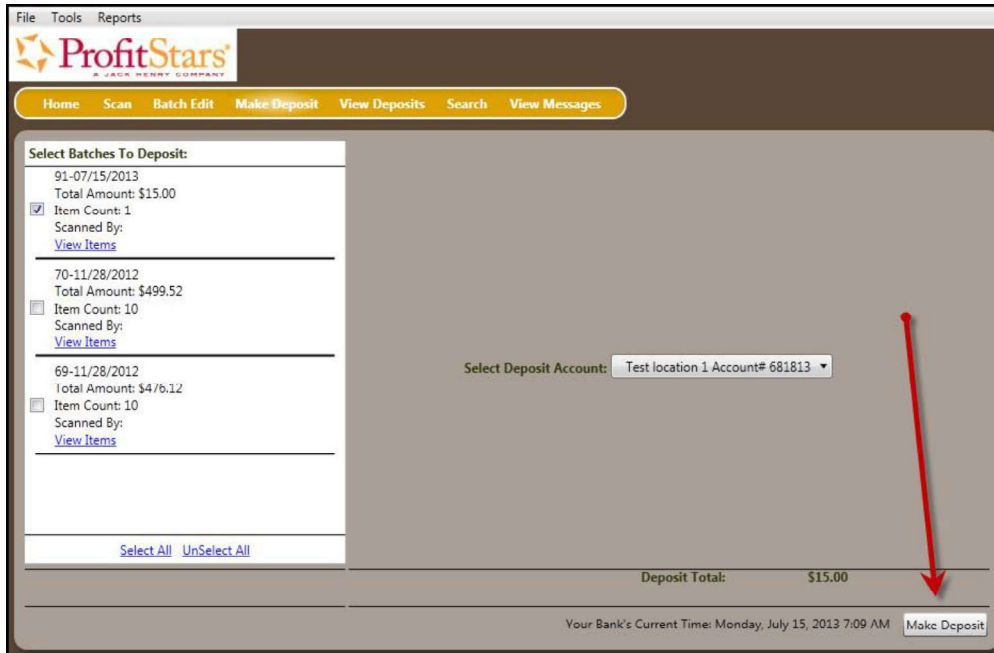 File Tools Reports
ProfitStars
A JACK HENRY COMPANY
Home Scan Batch Edit Make Deposit View Deposits Search View Messages
Select Batches To Deposit:
91-07/15/2013
Total Amount: $15.00
Item Count: 1
Scanned By:
View Items
70-11/28/2012
Total Amount: $499.52
Item Count: 10
Scanned By:
View Items
69-11/28/2012
Total Amount: $476.12
Item Count: 10
Scanned By:
View Items
Select All UnSelect All
Select Deposit Account: Test location 1 Account# 681813
Deposit Total: $15.00
Your Bank's Current Time: Monday, July 15, 2013 7:09 AM Make Deposit